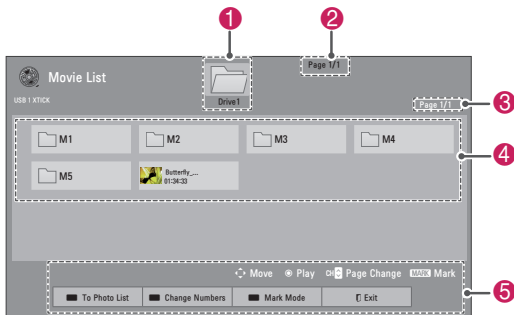 1
2
Page 1/1
Movie List
USB 1 XTICK
Drive1
Page 1/1
3
M1
M2
M3
M4
4
M5
Butterfly_...
01:34:33
Move Play CH Page Change MARK Mark
5
To Photo List Change Numbers Mark Mode Exit